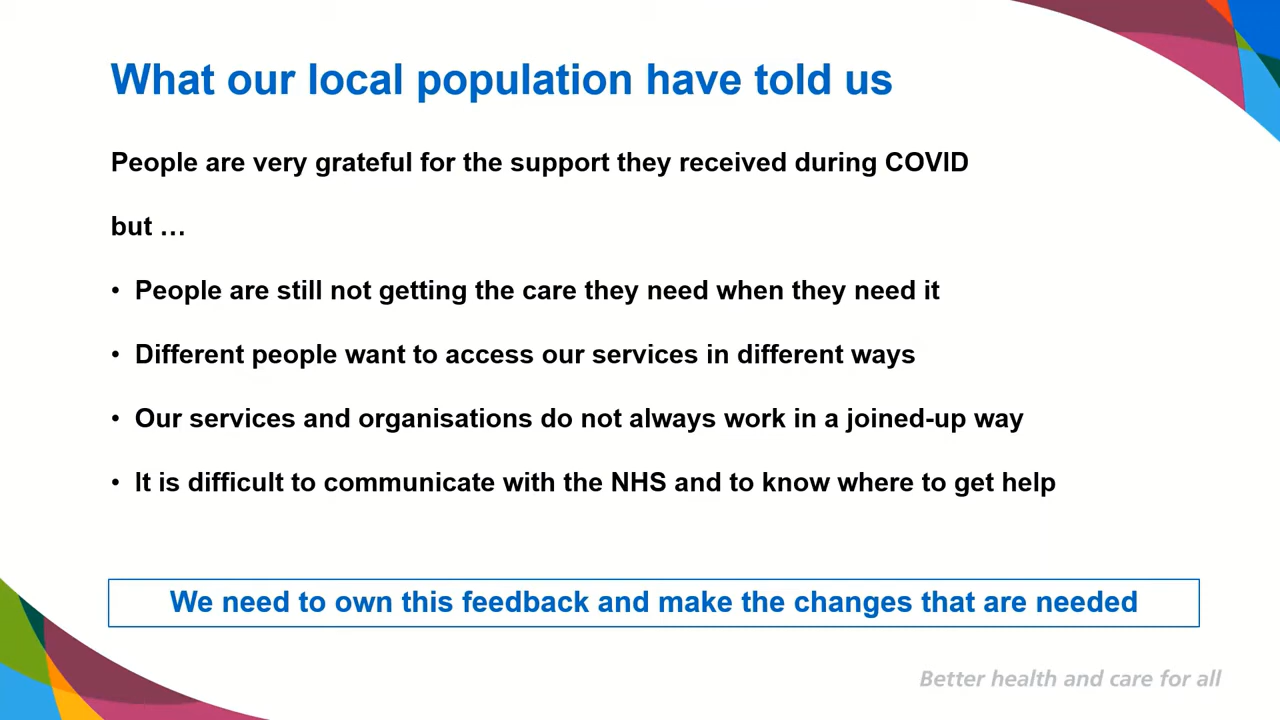 What our local population have told us
People are very grateful for the support they received during COVID
but …
• People are still not getting the care they need when they need it
• Different people want to access our services in different ways
• Our services and organisations do not always work in a joined-up way
• It is difficult to communicate with the NHS and to know where to get help
We need to own this feedback and make the changes that are needed
Better health and care for all